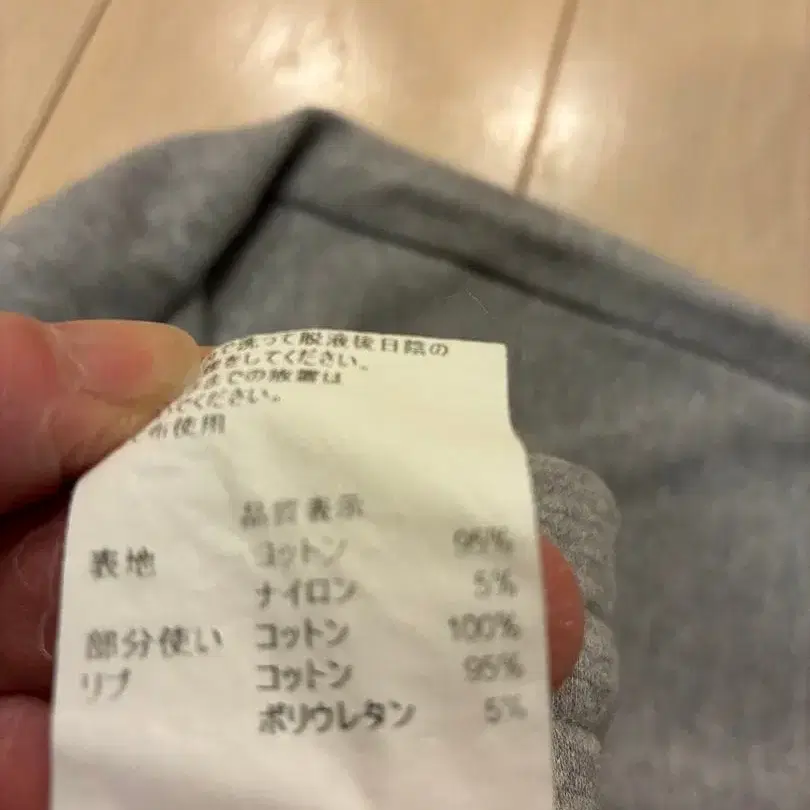 洗って脱液後日陰の
をしてください。
までの放置は
ください。
布使用
品質表示
表地 コットン 95%
ナイロン 5%
部分使い コットン 100%
リブ コットン 95%
ポリウレタン 5%